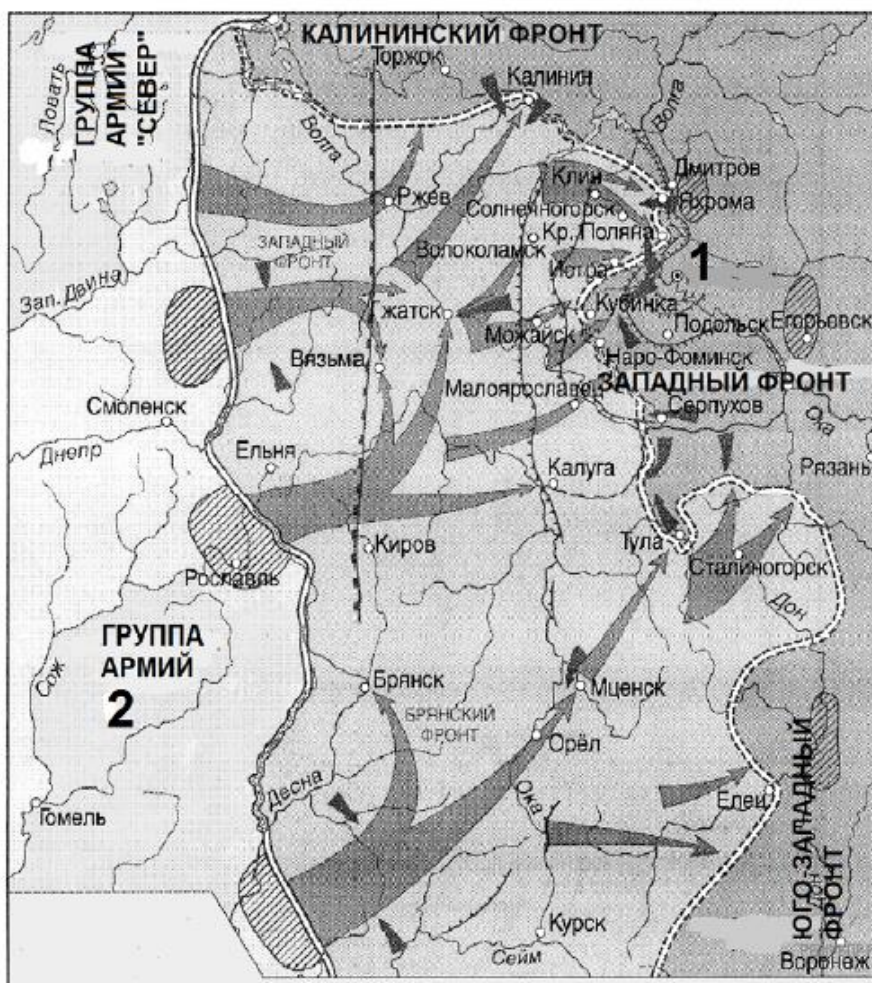 КАЛИНИНСКИЙ ФРОНТ
ГРУППА
АРМИЙ
"СЕВЕР"
Ловать
Торжок
Калинин
Волга
Волга
Дмитров
Клин
Яхрома
Ржев
Солнечногорск
ЗАПАДНЫЙ
ФРОНТ
Волоколамск
Кр. Поляна
1
Истра
Зап. Двина
жатск
Кубинка
Можайск
Подольск
Егорьевск
Вязьма
Наро-Фоминск
Малоярославец
ЗАПАДНЫЙ ФРОНТ
Смоленск
Серпухов
Ока
Днепр
Ельня
Калуга
Рязань
Киров
Тула
Рославль
Сталиногорск
Дон
ГРУППА
АРМИЙ
2
Сож
Брянск
Мценск
БРЯНСКИЙ
ФРОНТ
Орёл
Десна
Ока
Елец
Гомель
ЮГО-ЗАПАДНЫЙ
ФРОНТ
Дон
Курск
Сейм
Воронеж